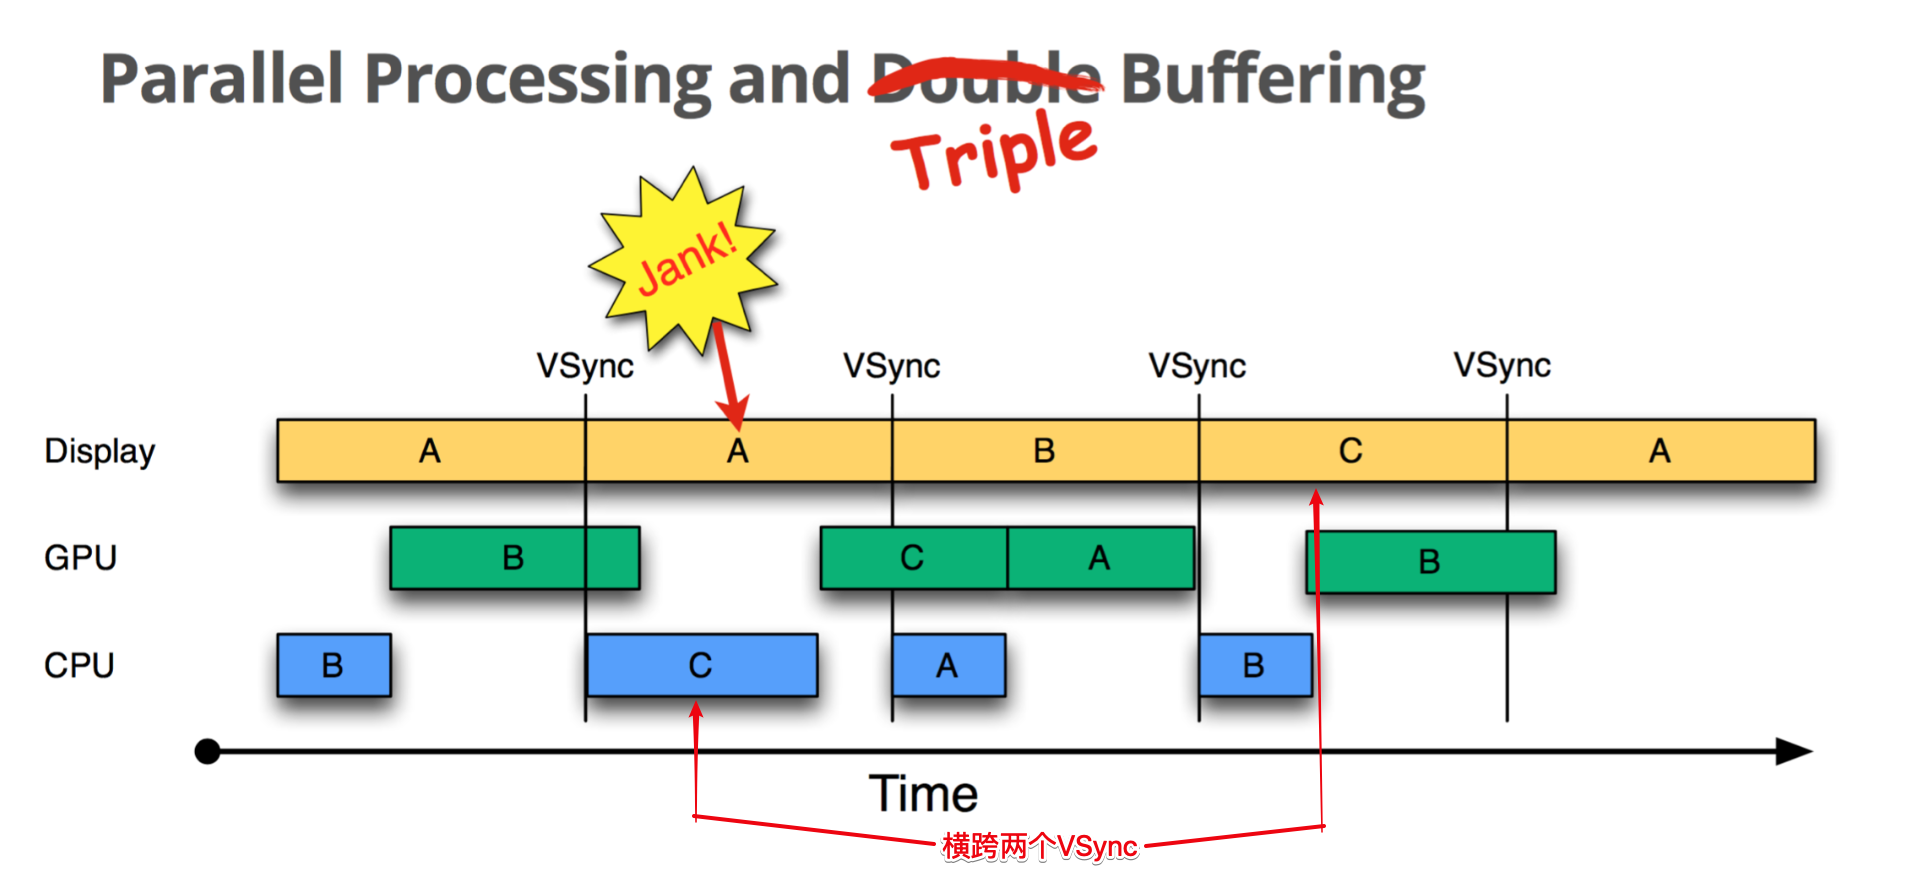 Parallel Processing and Double Buffering
Triple
Jank!
VSync VSync VSync VSync
Display A A B C A
GPU B C A B
CPU B C A B
Time
横跨两个VSync